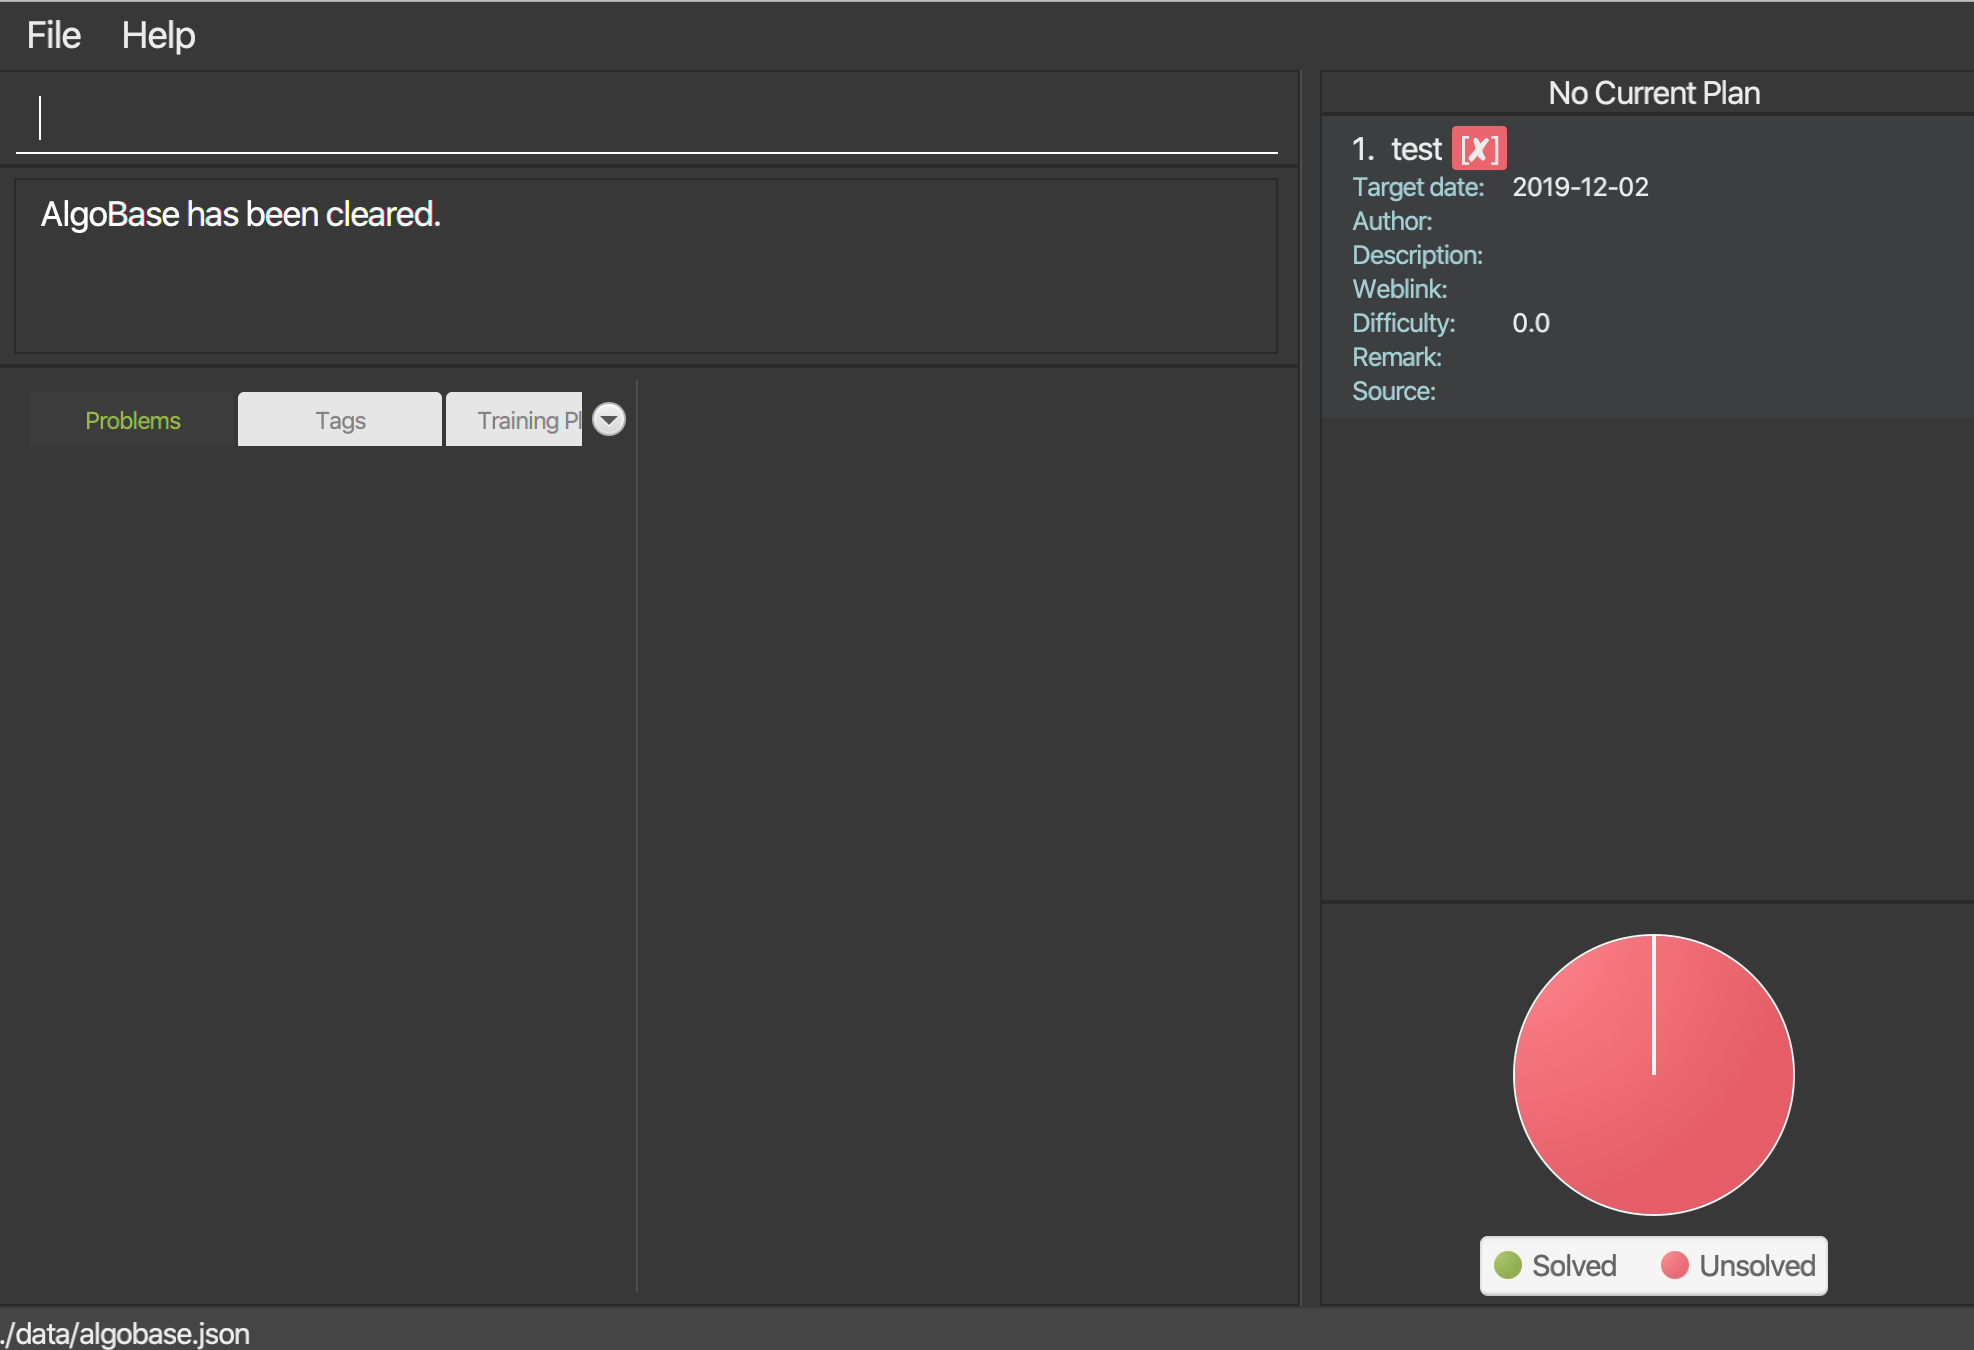 File Help
AlgoBase has been cleared.
Problems Tags Training Pl
No Current Plan
1. test [✘]
Target date: 2019-12-02
Author:
Description:
Weblink:
Difficulty: 0.0
Remark:
Source:
Solved Unsolved
./data/algobase.json